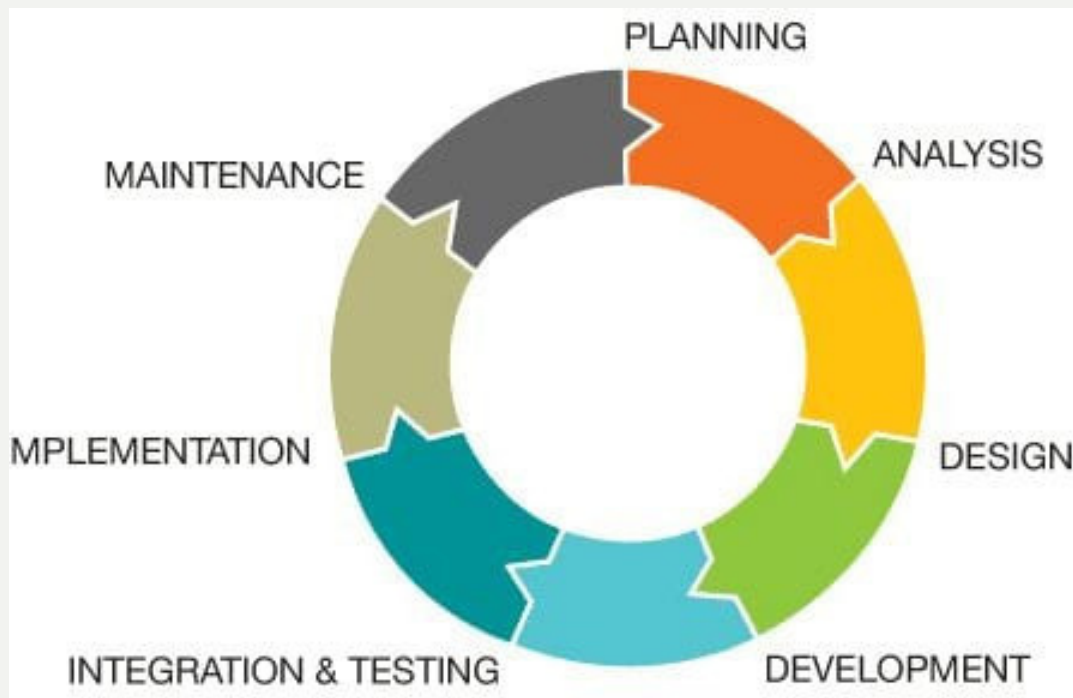 PLANNING
ANALYSIS
DESIGN
DEVELOPMENT
INTEGRATION & TESTING
MPLEMENTATION
MAINTENANCE